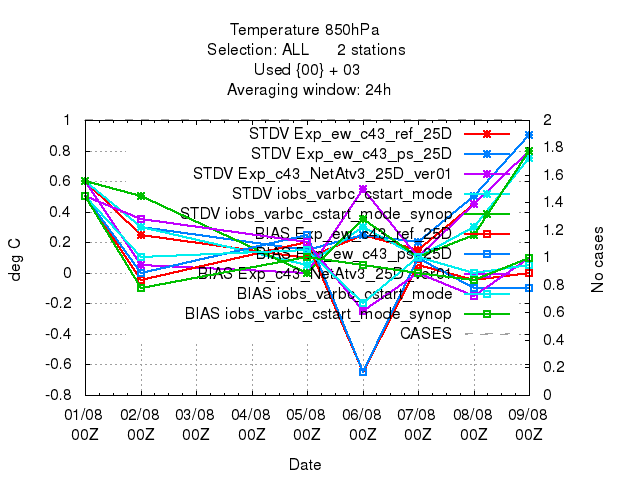 Temperature 850hPa
Selection: ALL 2 stations
Used {00} + 03
Averaging window: 24h
1
0.8
0.6
0.4
0.2
0
-0.2
-0.4
-0.6
-0.8
deg C
STDV Exp_ew_c43_ref_25D
STDV Exp_ew_c43_ps_25D
STDV Exp_c43_NetAtv3_25D_ver01
STDV iobs_varbc_cstart_mode
STDV iobs_varbc_cstart_mode_synop
BIAS Exp_ew_c43_ref_25D
BIAS Exp_ew_c43_ps_25D
BIAS Exp_c43_NetAtv3_25D_ver01
BIAS iobs_varbc_cstart_mode
BIAS iobs_varbc_cstart_mode_synop
CASES
2
1.8
1.6
1.4
1.2
1
0.8
0.6
0.4
0.2
0
No cases
01/08 02/08 03/08 04/08 05/08 06/08 07/08 08/08 09/08
00Z 00Z 00Z 00Z 00Z 00Z 00Z 00Z 00Z
Date